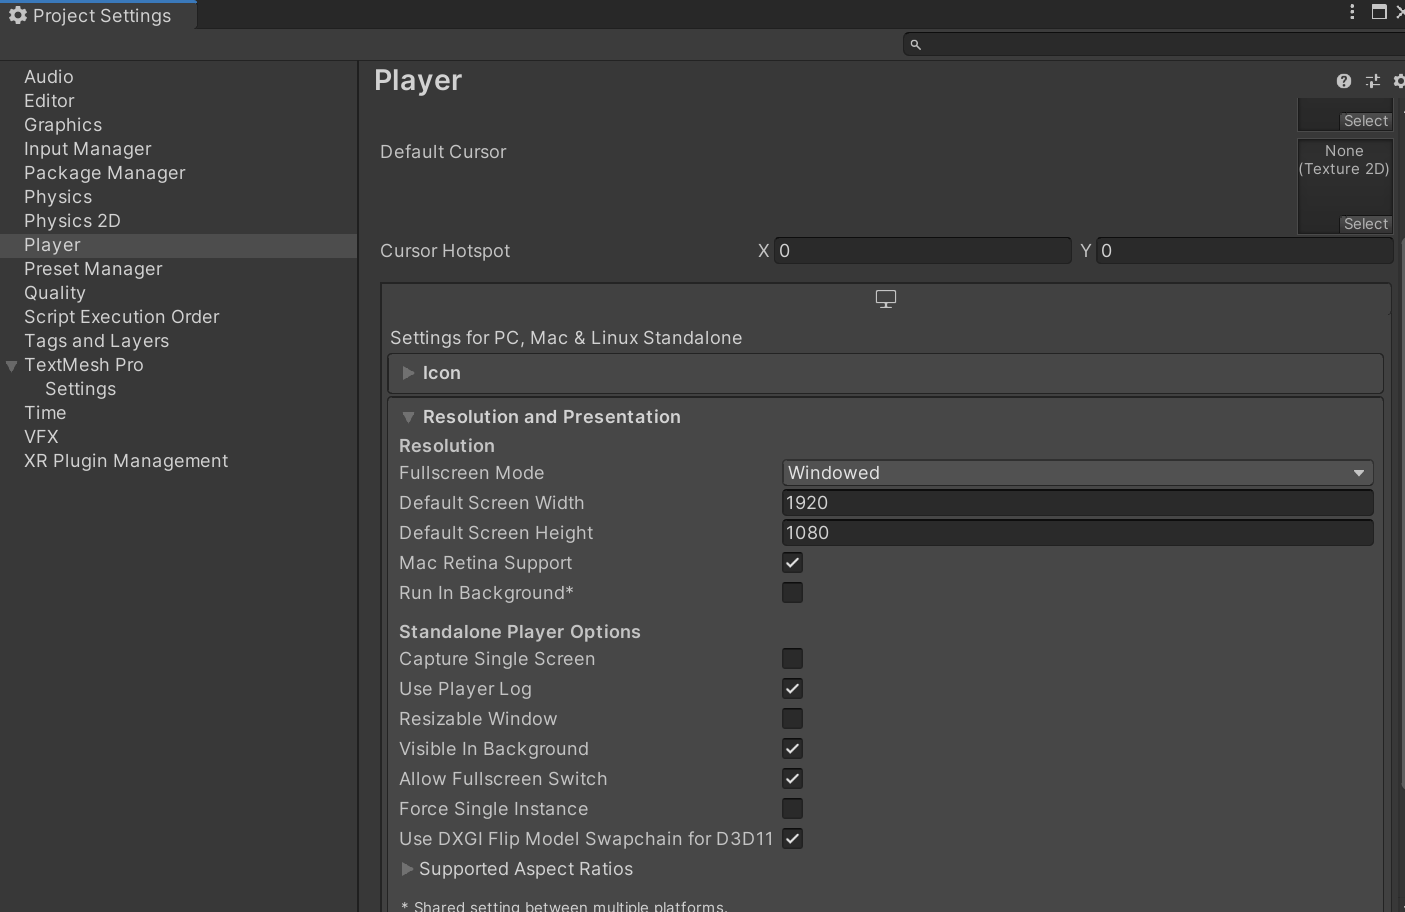 Project Settings
Audio
Editor
Graphics
Input Manager
Package Manager
Physics
Physics 2D
Player
Preset Manager
Quality
Script Execution Order
Tags and Layers
TextMesh Pro
Settings
Time
VFX
XR Plugin Management
Player
Select
Default Cursor
None
(Texture 2D)
Select
Cursor Hotspot X 0 Y 0
Settings for PC, Mac & Linux Standalone
Icon
Resolution and Presentation
Resolution
Fullscreen Mode Windowed
Default Screen Width 1920
Default Screen Height 1080
Mac Retina Support
Run In Background*
Standalone Player Options
Capture Single Screen
Use Player Log
Resizable Window
Visible In Background
Allow Fullscreen Switch
Force Single Instance
Use DXGI Flip Model Swapchain for D3D11
Supported Aspect Ratios
* Shared setting between multiple platforms.